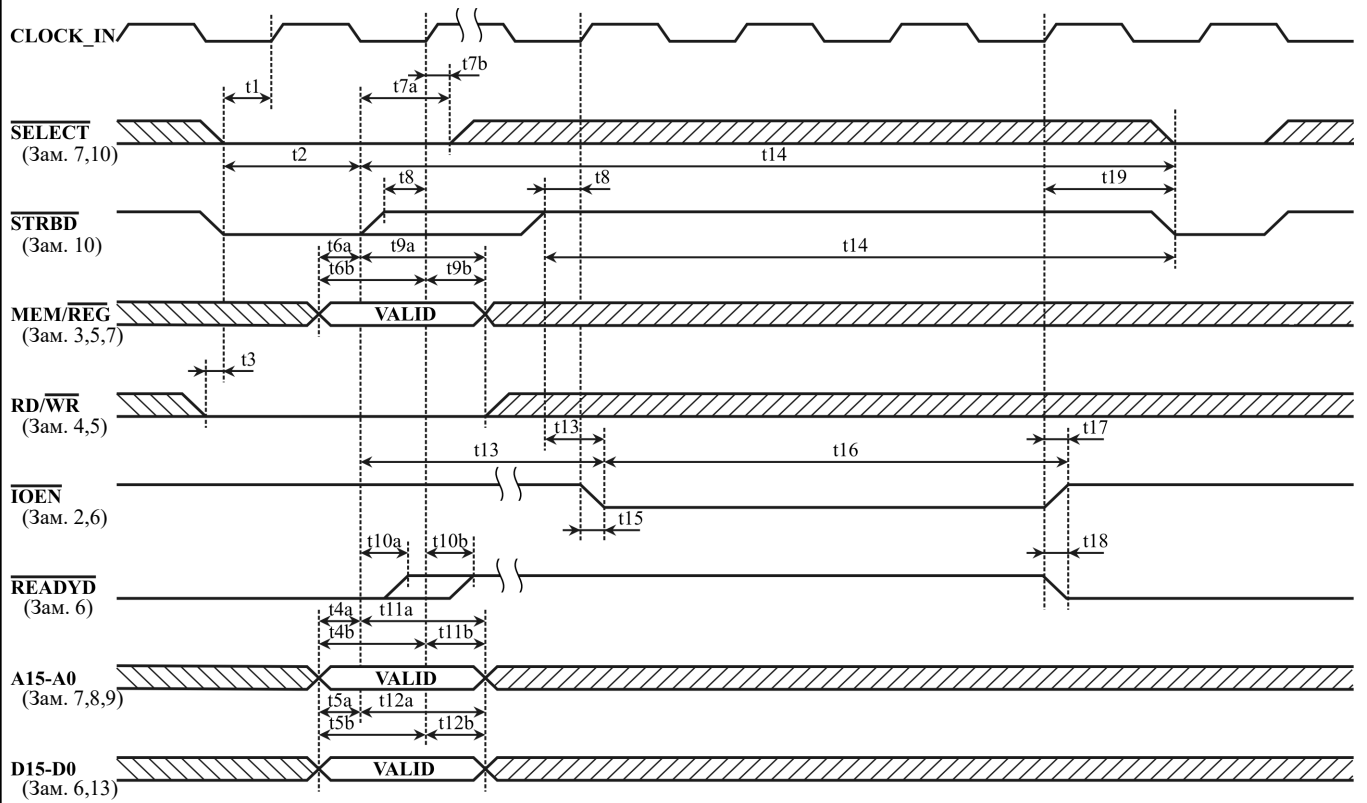 CLOCK_IN
t7b
t1
t7a
SELECT
(Зам. 7,10)
t2
t14
t8
t8
t19
STRBD
(Зам. 10)
t6a
t9a
t14
t6b
t9b
MEM/REG
VALID
(Зам. 3,5,7)
t3
RD/WR
(Зам. 4,5)
t13
t17
t13
t16
IOEN
(Зам. 2,6)
t15
t10a
t10b
t18
READYD
(Зам. 6)
t4a
t11a
t4b
t11b
A15-A0
VALID
(Зам. 7,8,9)
t5a
t12a
t5b
t12b
D15-D0
VALID
(Зам. 6,13)